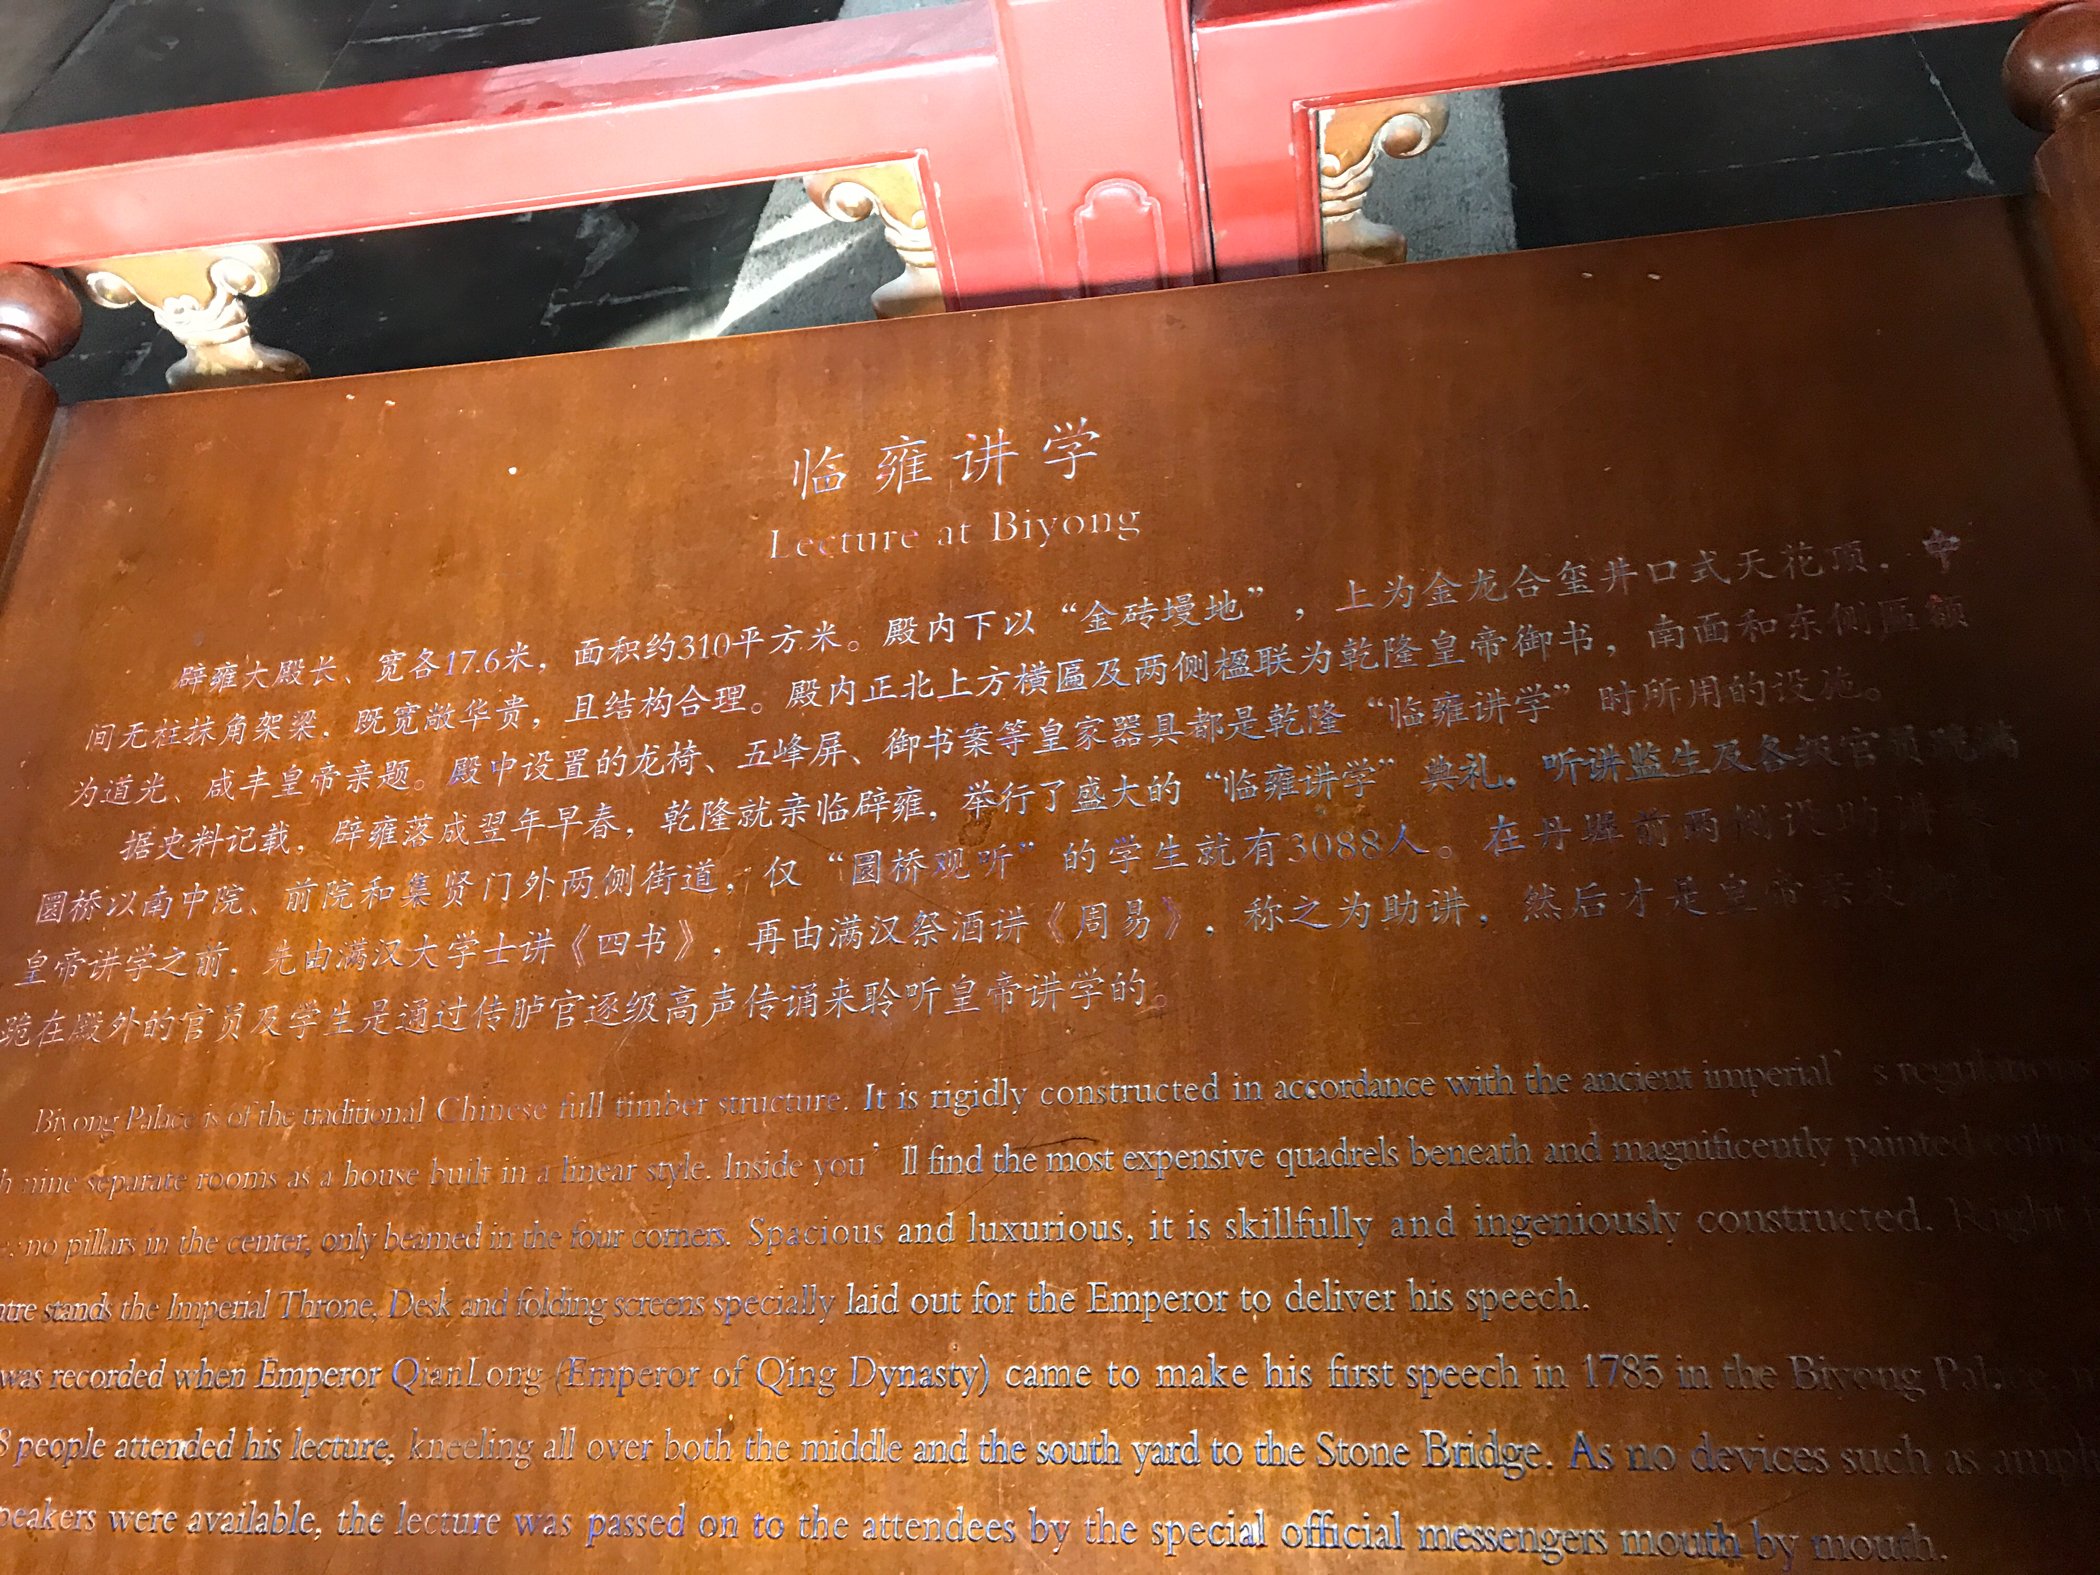 临雍讲学
Lecture at Biyong
辟雍大殿长、宽各17.6米，面积约310平方米。殿内下以“金砖墁地”，上为金龙合玺井口式天花顶，中
间无柱抹角架梁，既宽敞华贵，且结构合理。殿内正北上方横匾及两侧楹联为乾隆皇帝御书，南面和东侧匾额
为道光、咸丰皇帝亲题。殿中设置的龙椅、五峰屏、御书案等皇家器具都是乾隆“临雍讲学”时所用的设施。
据史料记载，辟雍落成翌年早春，乾隆就亲临辟雍，举行了盛大的“临雍讲学”典礼，听讲监生及各级官员跪满
圜桥以南中院、前院和集贤门外两侧街道，仅“圜桥观听”的学生就有3088人。在丹墀前两侧设助讲
皇帝讲学之前，先由满汉大学士讲《四书》，再由满汉祭酒讲《周易》，称之为助讲，然后才是皇帝亲
跪在殿外的官员及学生是通过传胪官逐级高声传诵来聆听皇帝讲学的。
Biyong Palace is of the traditional Chinese full timber structure. It is rigidly constructed in accordance with the ancient imperial’s regulations
nine separate rooms as a house built in a linear style. Inside you’ll find the most expensive quadrels beneath and magnificently painted
no pillars in the center, only beamed in the four corners. Spacious and luxurious, it is skillfully and ingeniously constructed. Right
stands the Imperial Throne, Desk and folding screens specially laid out for the Emperor to deliver his speech.
was recorded when Emperor QianLong (Emperor of Qing Dynasty) came to make his first speech in 1785 in the Biyong
8 people attended his lecture, kneeling all over both the middle and the south yard to the Stone Bridge. As no devices such as
were available, the lecture was passed on to the attendees by the special official messengers mouth by mouth.